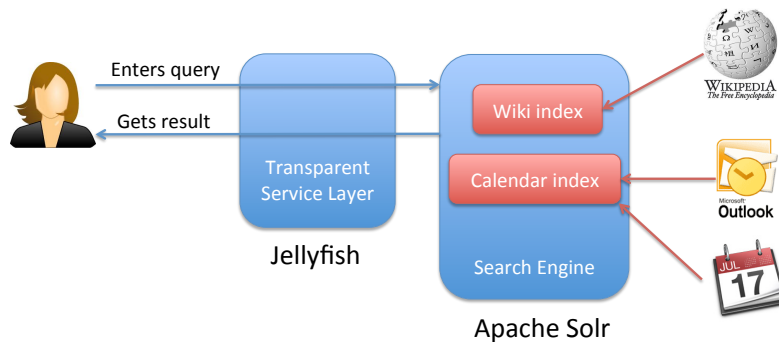 Enters query
Gets result
Transparent
Service Layer
Jellyfish
Wiki index
Calendar index
Search Engine
Apache Solr
WIKIPEDIA
The Free Encyclopedia
Microsoft
Outlook
JUL
17